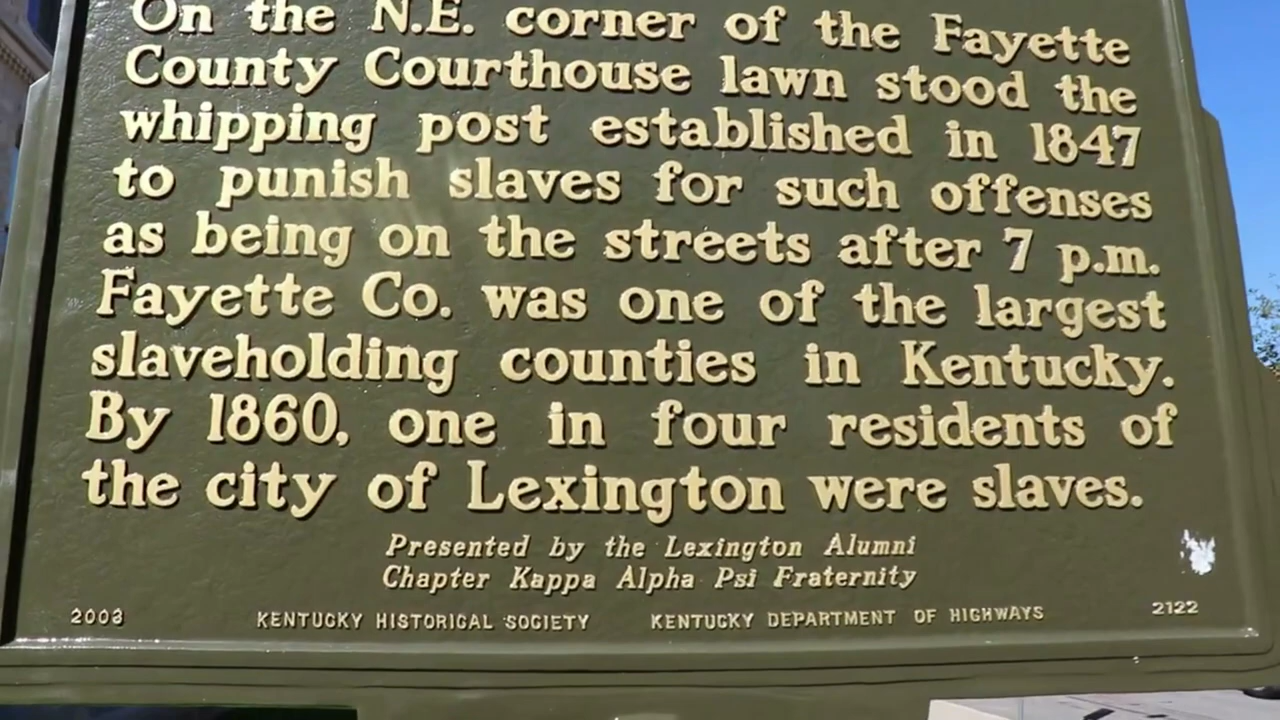 On the N.E. corner of the Fayette
County Courthouse lawn stood the
whipping post established in 1847
to punish slaves for such offenses
as being on the streets after 7 p.m.
Fayette Co. was one of the largest
slaveholding counties in Kentucky.
By 1860, one in four residents of
the city of Lexington were slaves.
Presented by the Lexington Alumni
Chapter Kappa Alpha Psi Fraternity
2003 KENTUCKY HISTORICAL SOCIETY KENTUCKY DEPARTMENT OF HIGHWAYS 2122